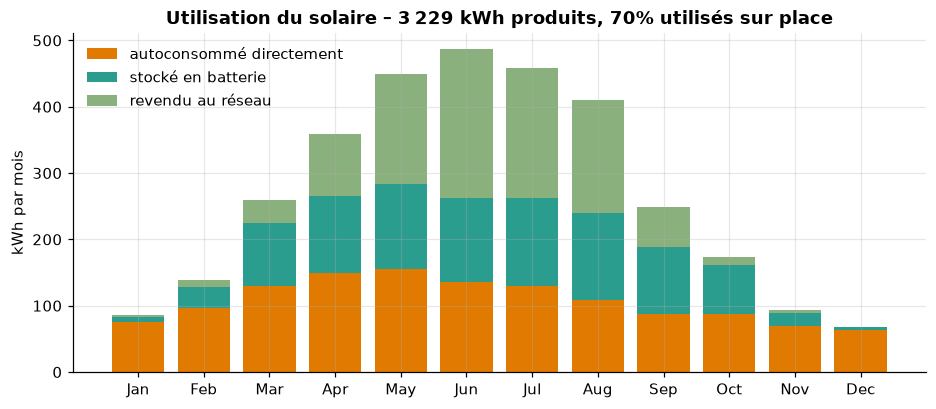 Utilisation du solaire – 3 229 kWh produits, 70% utilisés sur place
autoconsommé directement
stocké en batterie
revendu au réseau
kWh par mois
500
400
300
200
100
0
Jan Feb Mar Apr May Jun Jul Aug Sep Oct Nov Dec